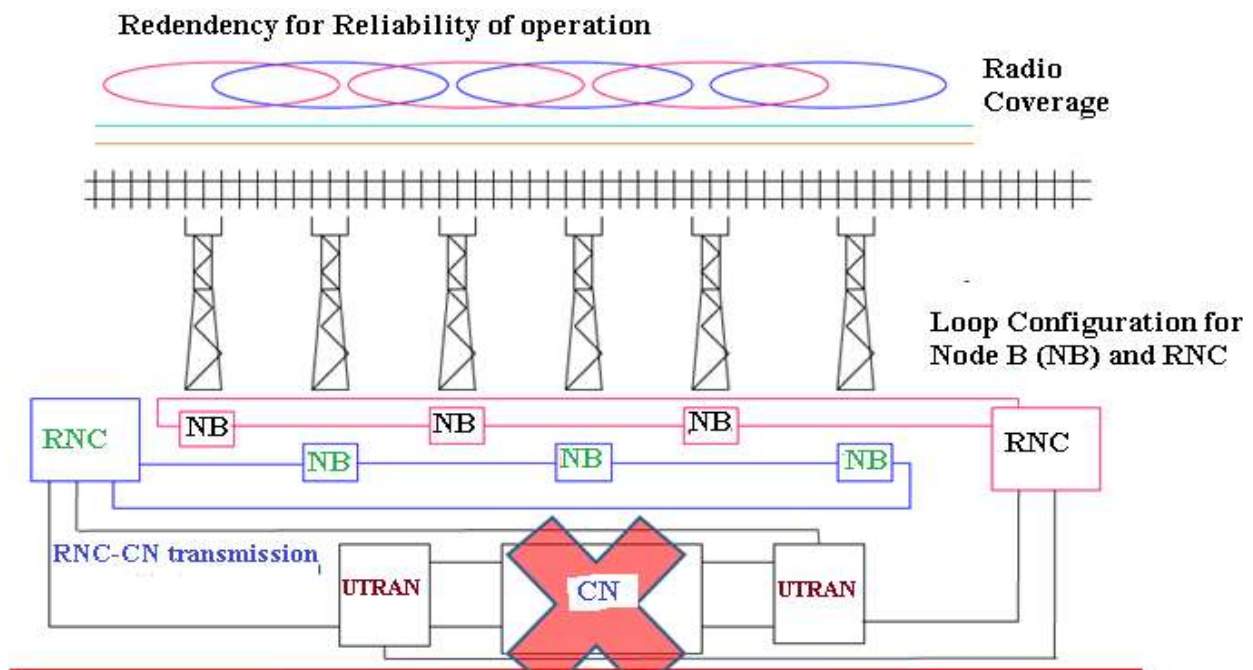 Redendency for Reliability of operation
Radio
Coverage
Loop Configuration for
Node B (NB) and RNC
NB
NB
NB
RNC
RNC
NB
NB
NB
RNC-CN transmission
UTRAN
CN
UTRAN